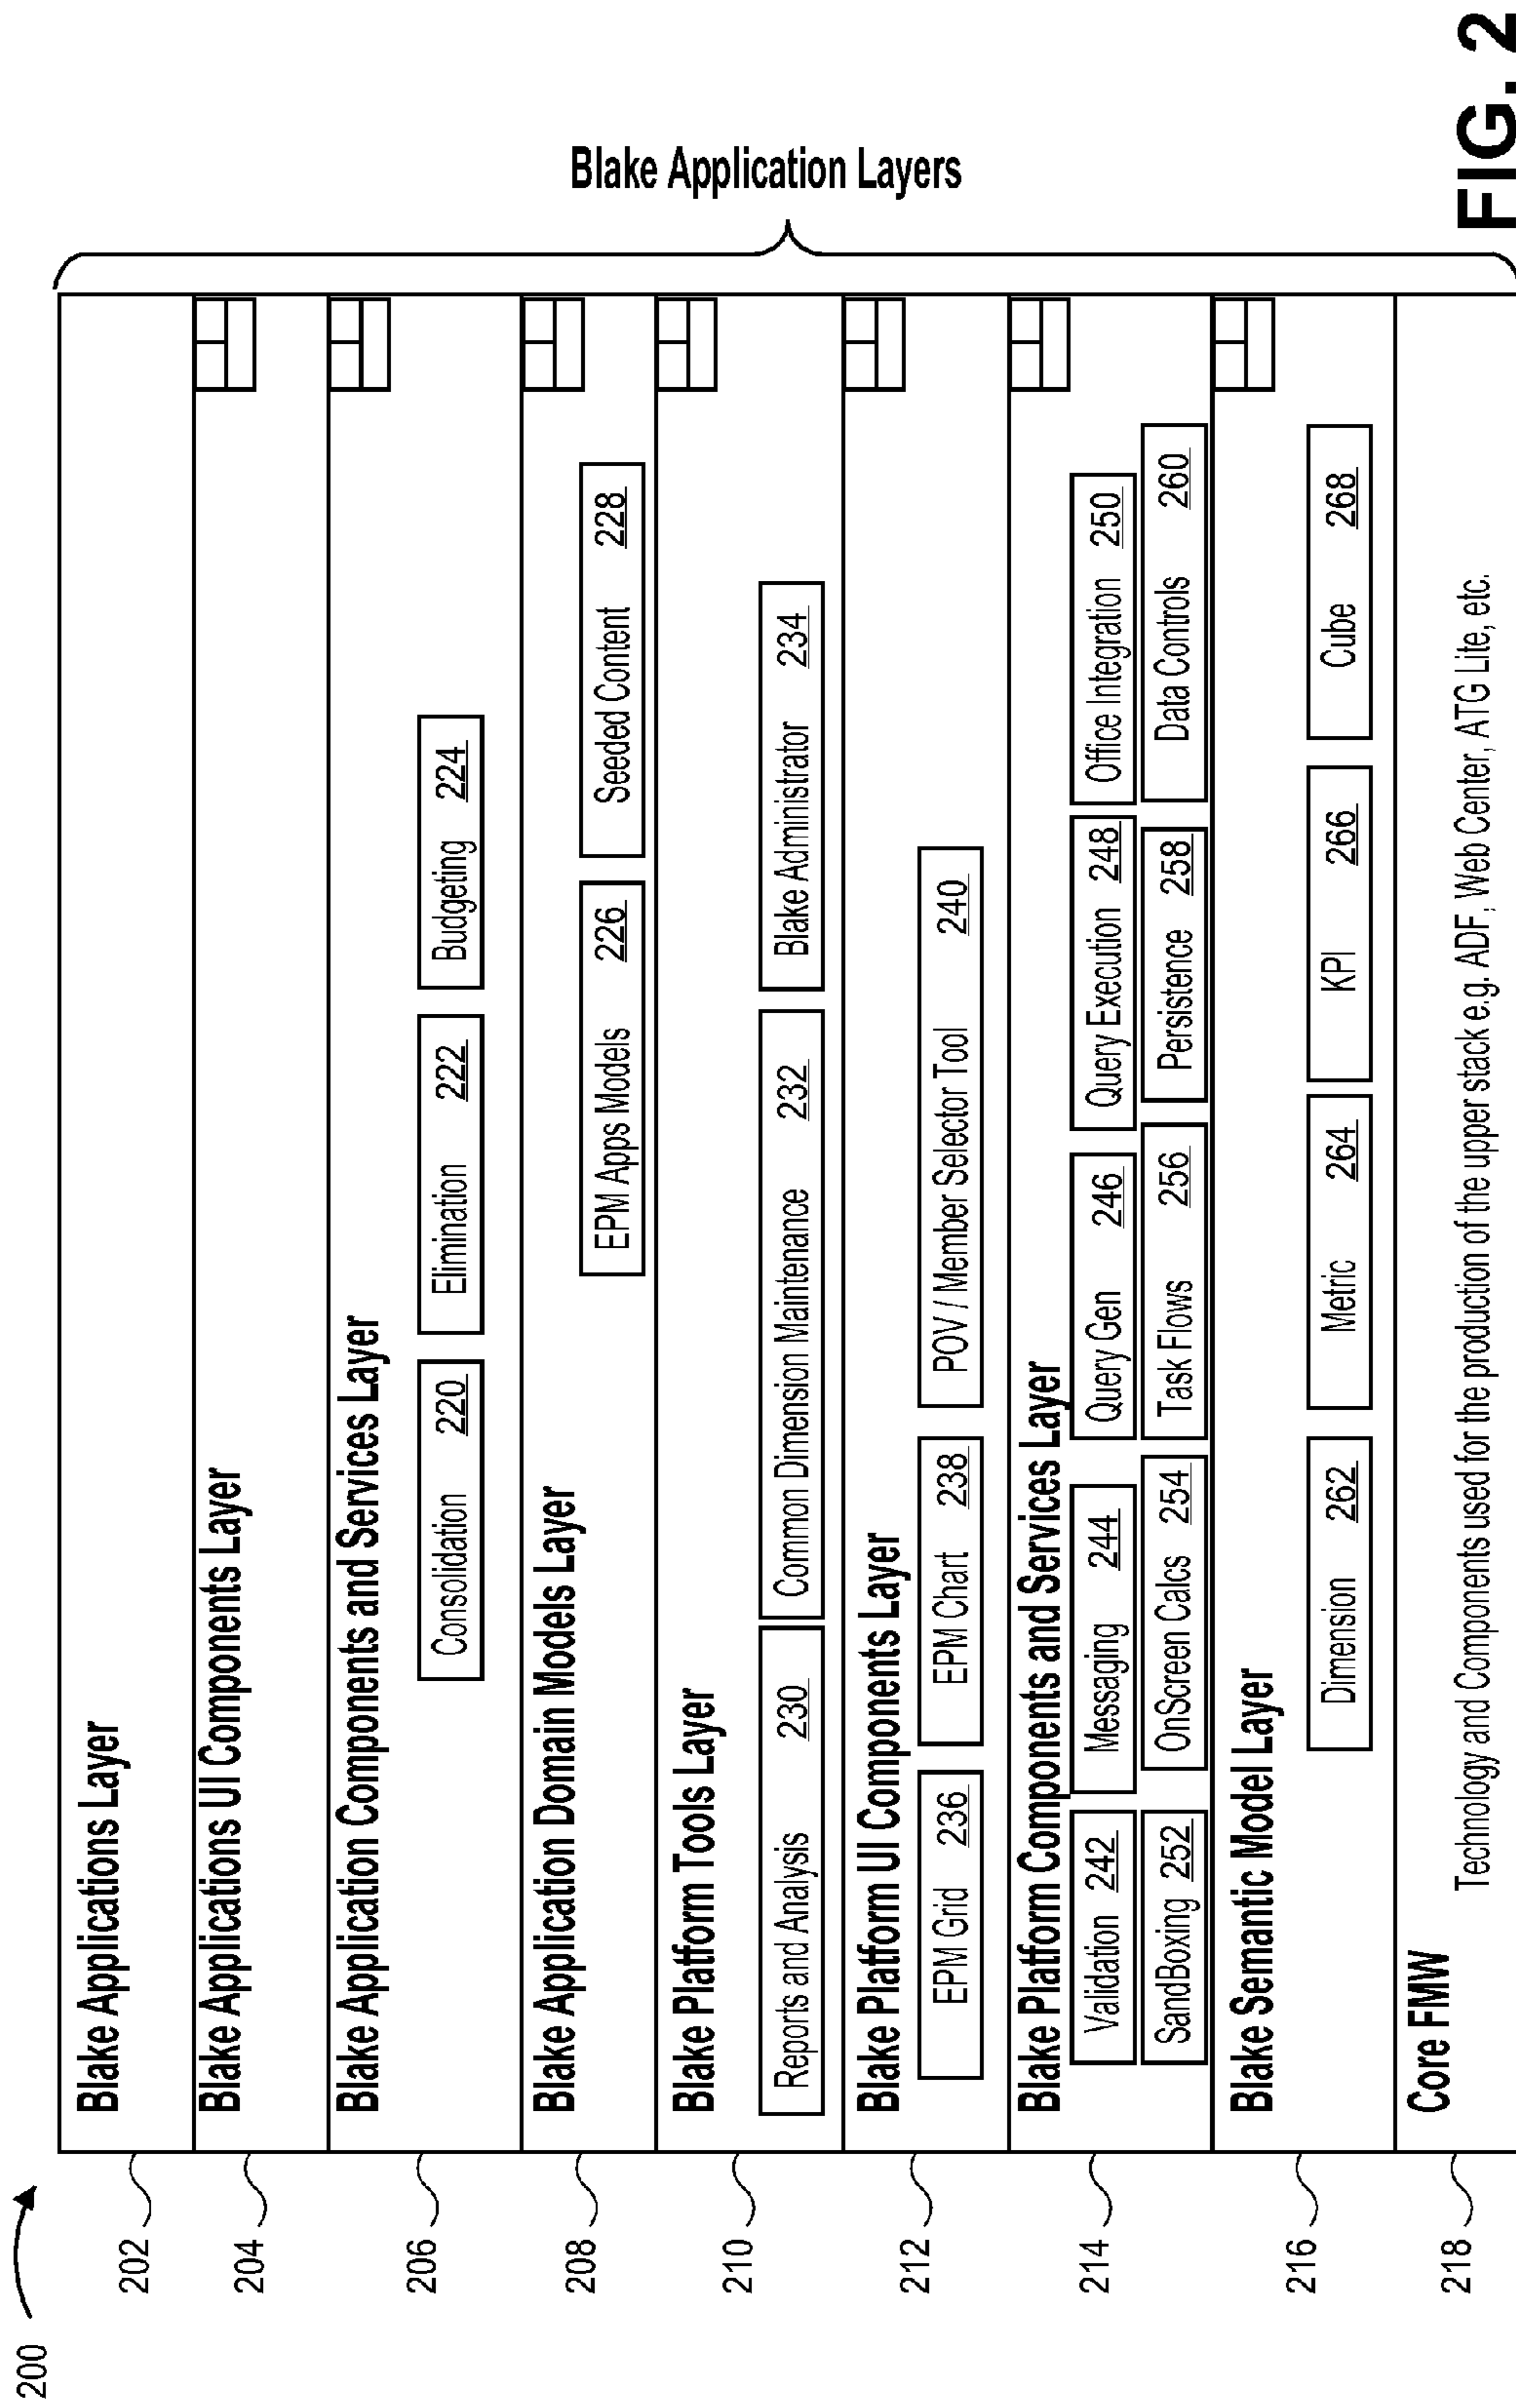 200
Blake Application Layers
202
Blake Applications Layer
204
Blake Applications UI Components Layer
206
Blake Application Components and Services Layer
Consolidation 220
Elimination 222
Budgeting 224
208
Blake Application Domain Models Layer
EPM Apps Models 226
Seeded Content 228
210
Blake Platform Tools Layer
Reports and Analysis 230
Common Dimension Maintenance 232
Blake Administrator 234
212
Blake Platform UI Components Layer
EPM Grid 236
EPM Chart 238
POV / Member Selector Tool 240
214
Blake Platform Components and Services Layer
Validation 242
Messaging 244
Query Gen 246
Query Execution 248
Office Integration 250
SandBoxing 252
OnScreen Calcs 254
Task Flows 256
Persistence 258
Data Controls 260
216
Blake Semantic Model Layer
Dimension 262
Metric 264
KPI 266
Cube 268
218
Core FMW
Technology and Components used for the production of the upper stack e.g. ADF, Web Center, ATG Lite, etc.
FIG. 2